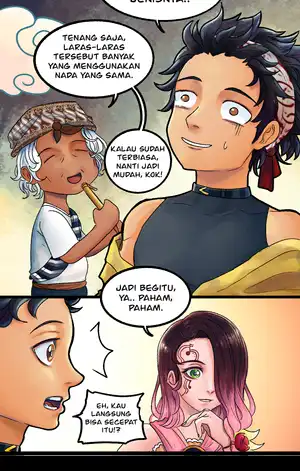 TENANG SAJA,
LARAS-LARAS
TERSEBUT BANYAK
YANG MENGGUNAKAN
NADA YANG SAMA.
KALAU SUDAH
TERBIASA,
NANTI JADI
MUDAH, KOK!
JADI BEGITU,
YA.. PAHAM,
PAHAM.
EH, KAU
LANGSUNG
BISA SECEPAT
ITU!?